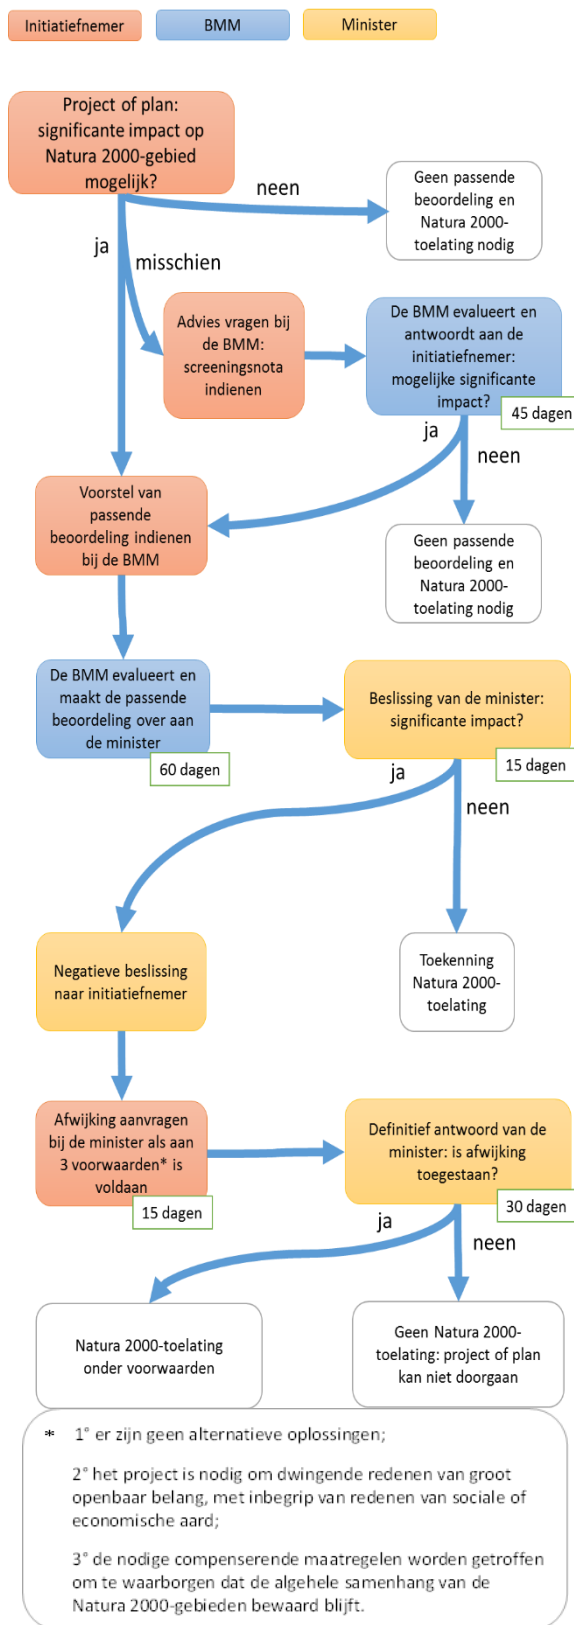 Initiatiefnemer
BMM
Minister
Project of plan:
significante impact op
Natura 2000-gebied
mogelijk?
neen
Geen passende
beoordeling en
Natura 2000-
toelating nodig
ja
misschien
Advies vragen bij
de BMM:
screeningsnota
indienen
De BMM evalueert en
antwoordt aan de
initiatiefnemer:
mogelijke significante
impact?
45 dagen
ja
neen
Voorstel van
passende
beoordeling indienen
bij de BMM
Geen passende
beoordeling en
Natura 2000-
toelating nodig
De BMM evalueert en
maakt de passende
beoordeling over aan
de minister
60 dagen
Beslissing van de minister:
significante impact?
15 dagen
ja
neen
Negatieve beslissing
naar initiatiefnemer
Toekenning
Natura 2000-
toelating
Afwijking aanvragen
bij de minister als aan
3 voorwaarden* is
voldaan
15 dagen
Definitief antwoord van de
minister: is afwijking
toegestaan?
30 dagen
ja
neen
Natura 2000-toelating
onder voorwaarden
Geen Natura 2000-
toelating: project of plan
kan niet doorgaan
* 1° er zijn geen alternatieve oplossingen;
2° het project is nodig om dwingende redenen van groot
openbaar belang, met inbegrip van redenen van sociale of
economische aard;
3° de nodige compenserende maatregelen worden getroffen
om te waarborgen dat de algehele samenhang van de
Natura 2000-gebieden bewaard blijft.